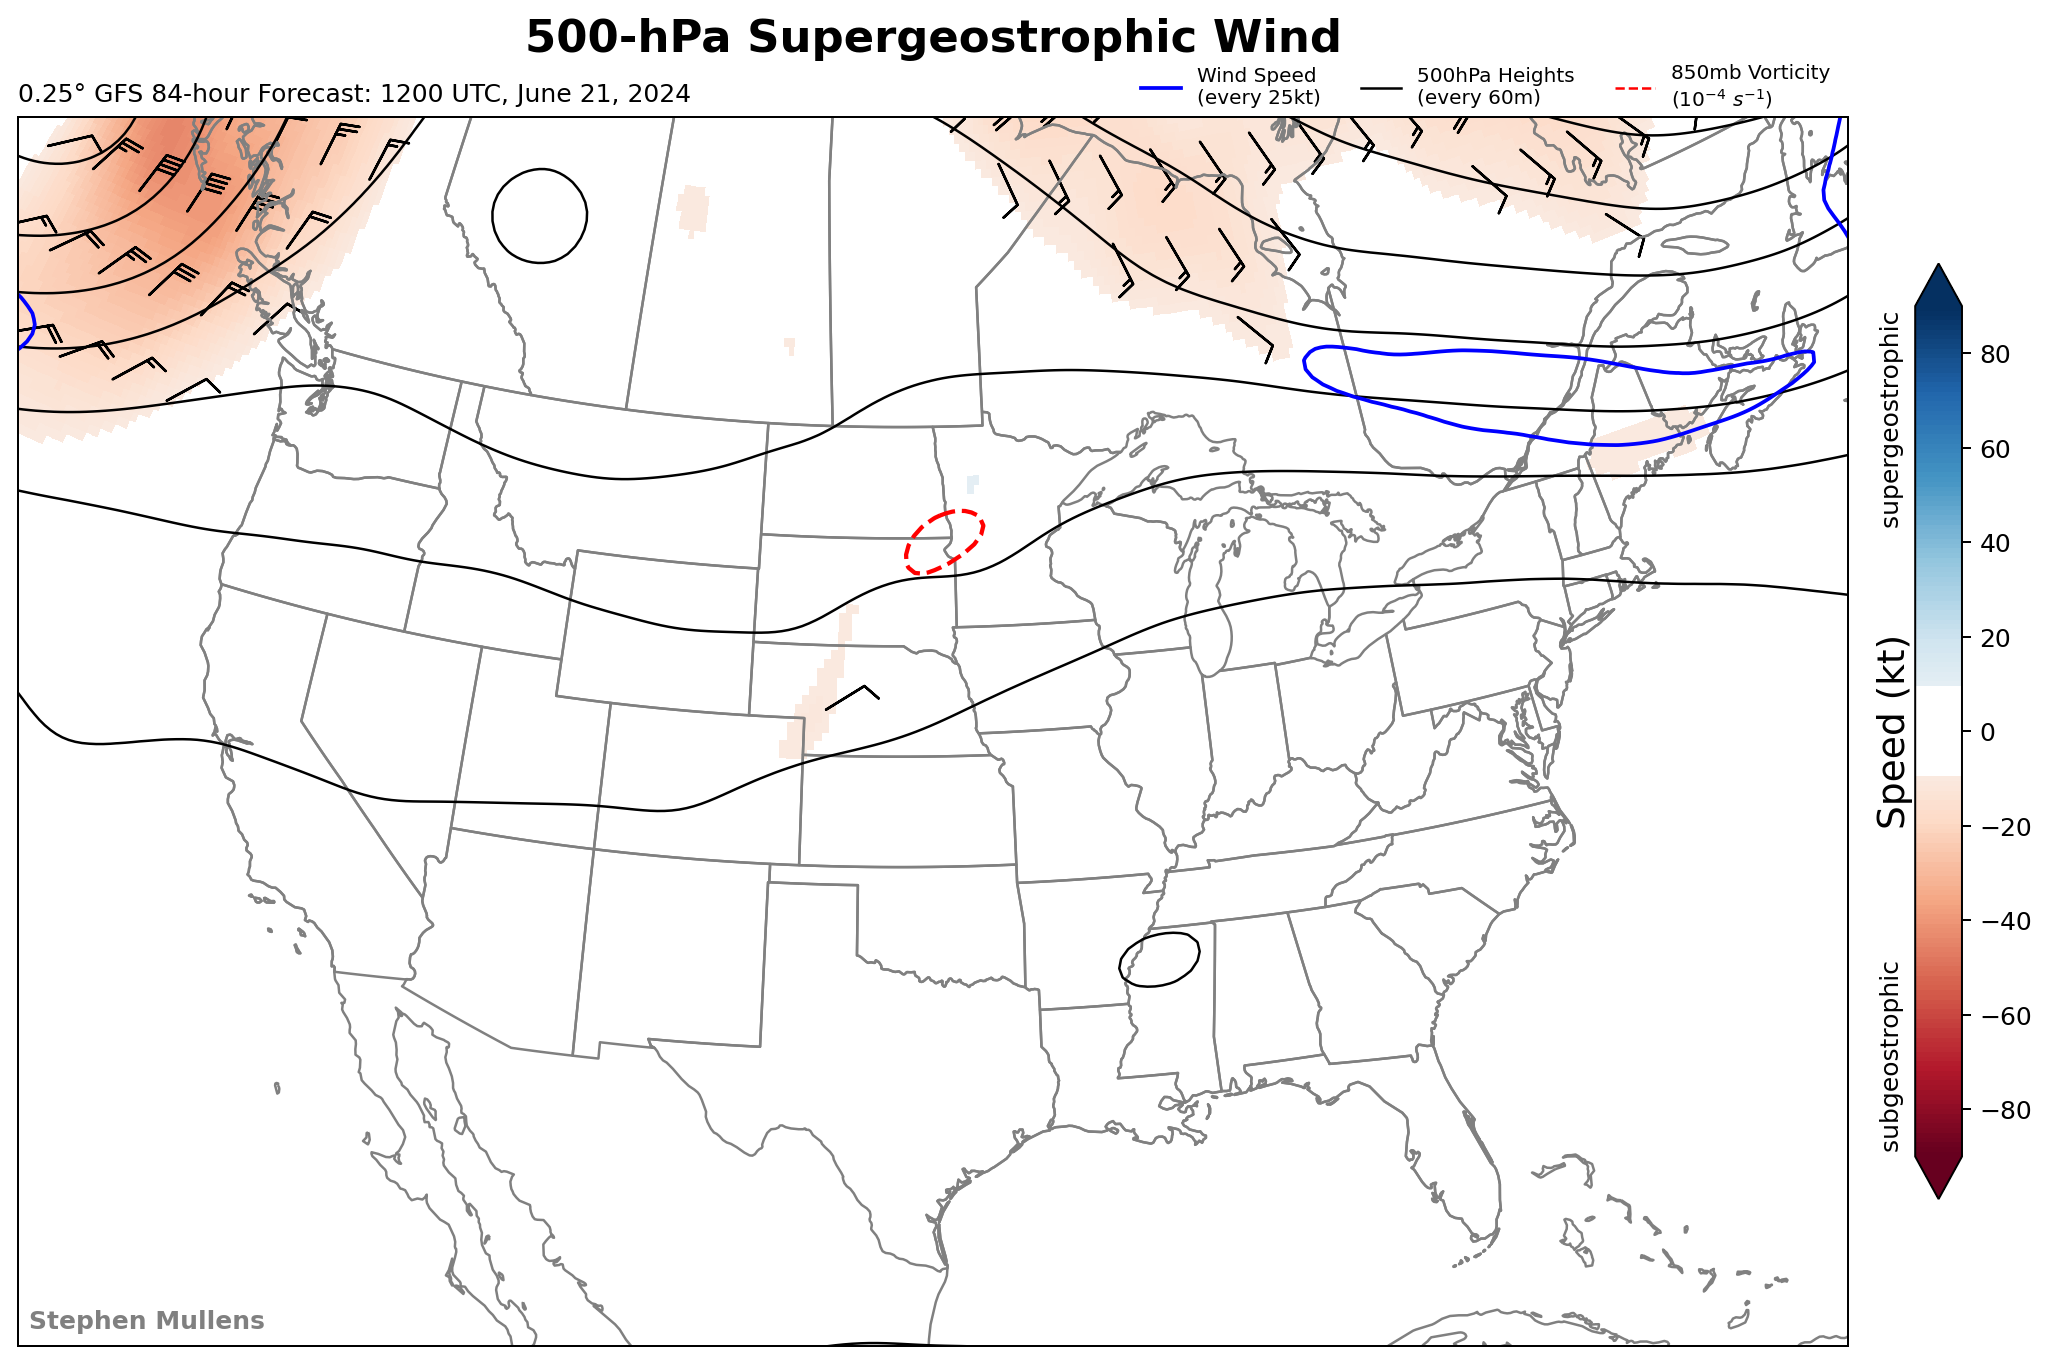 500-hPa Supergeostrophic Wind
0.25° GFS 84-hour Forecast: 1200 UTC, June 21, 2024
Wind Speed
(every 25kt)
500hPa Heights
(every 60m)
850mb Vorticity
(10⁻⁴ s⁻¹)
supergeostrophic
Speed (kt)
subgeostrophic
80
60
40
20
0
−20
−40
−60
−80
Stephen Mullens